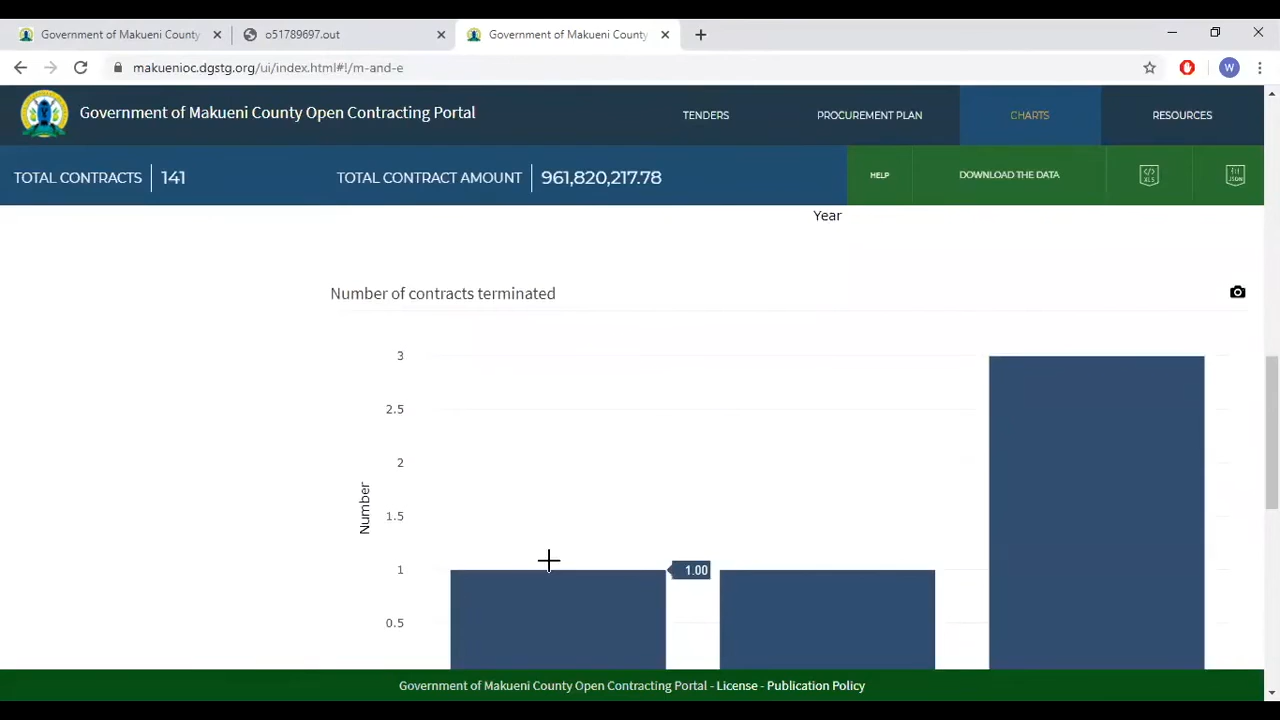 Government of Makueni County
o51789697.out
Government of Makueni County
makuenioc.dgstg.org/ui/index.html#!/m-and-e
W
Government of Makueni County Open Contracting Portal
TENDERS
PROCUREMENT PLAN
CHARTS
RESOURCES
TOTAL CONTRACTS 141
TOTAL CONTRACT AMOUNT 961,820,217.78
HELP
DOWNLOAD THE DATA
XLS
JSON
Year
Number of contracts terminated
3
2.5
2
1.5
1
0.5
Number
1.00
Government of Makueni County Open Contracting Portal - License - Publication Policy